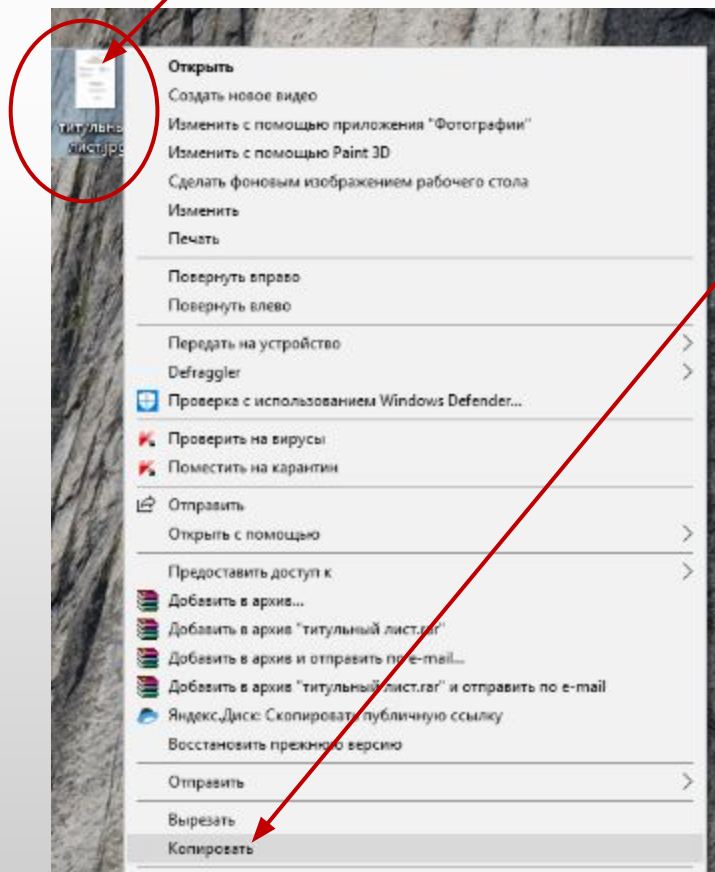 титульный
лист.jpg
Открыть
Создать новое видео
Изменить с помощью приложения "Фотографии"
Изменить с помощью Paint 3D
Сделать фоновым изображением рабочего стола
Изменить
Печать
Повернуть вправо
Повернуть влево
Передать на устройство
Defraggler
Проверка с использованием Windows Defender...
Проверить на вирусы
Поместить на карантин
Отправить
Открыть с помощью
Предоставить доступ к
Добавить в архив...
Добавить в архив "титульный лист.rar"
Добавить в архив и отправить по e-mail...
Добавить в архив "титульный лист.rar" и отправить по e-mail
Яндекс.Диск: Скопировать публичную ссылку
Восстановить прежнюю версию
Отправить
Вырезать
Копировать